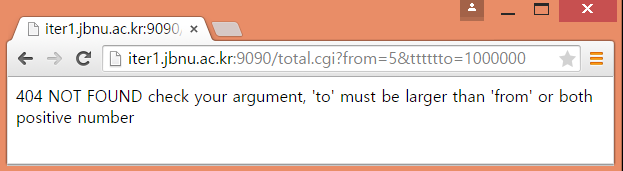 iter1.jbnu.ac.kr:9090/
iter1.jbnu.ac.kr:9090/total.cgi?from=5&ttttttto=1000000
404 NOT FOUND check your argument, 'to' must be larger than 'from' or both
positive number